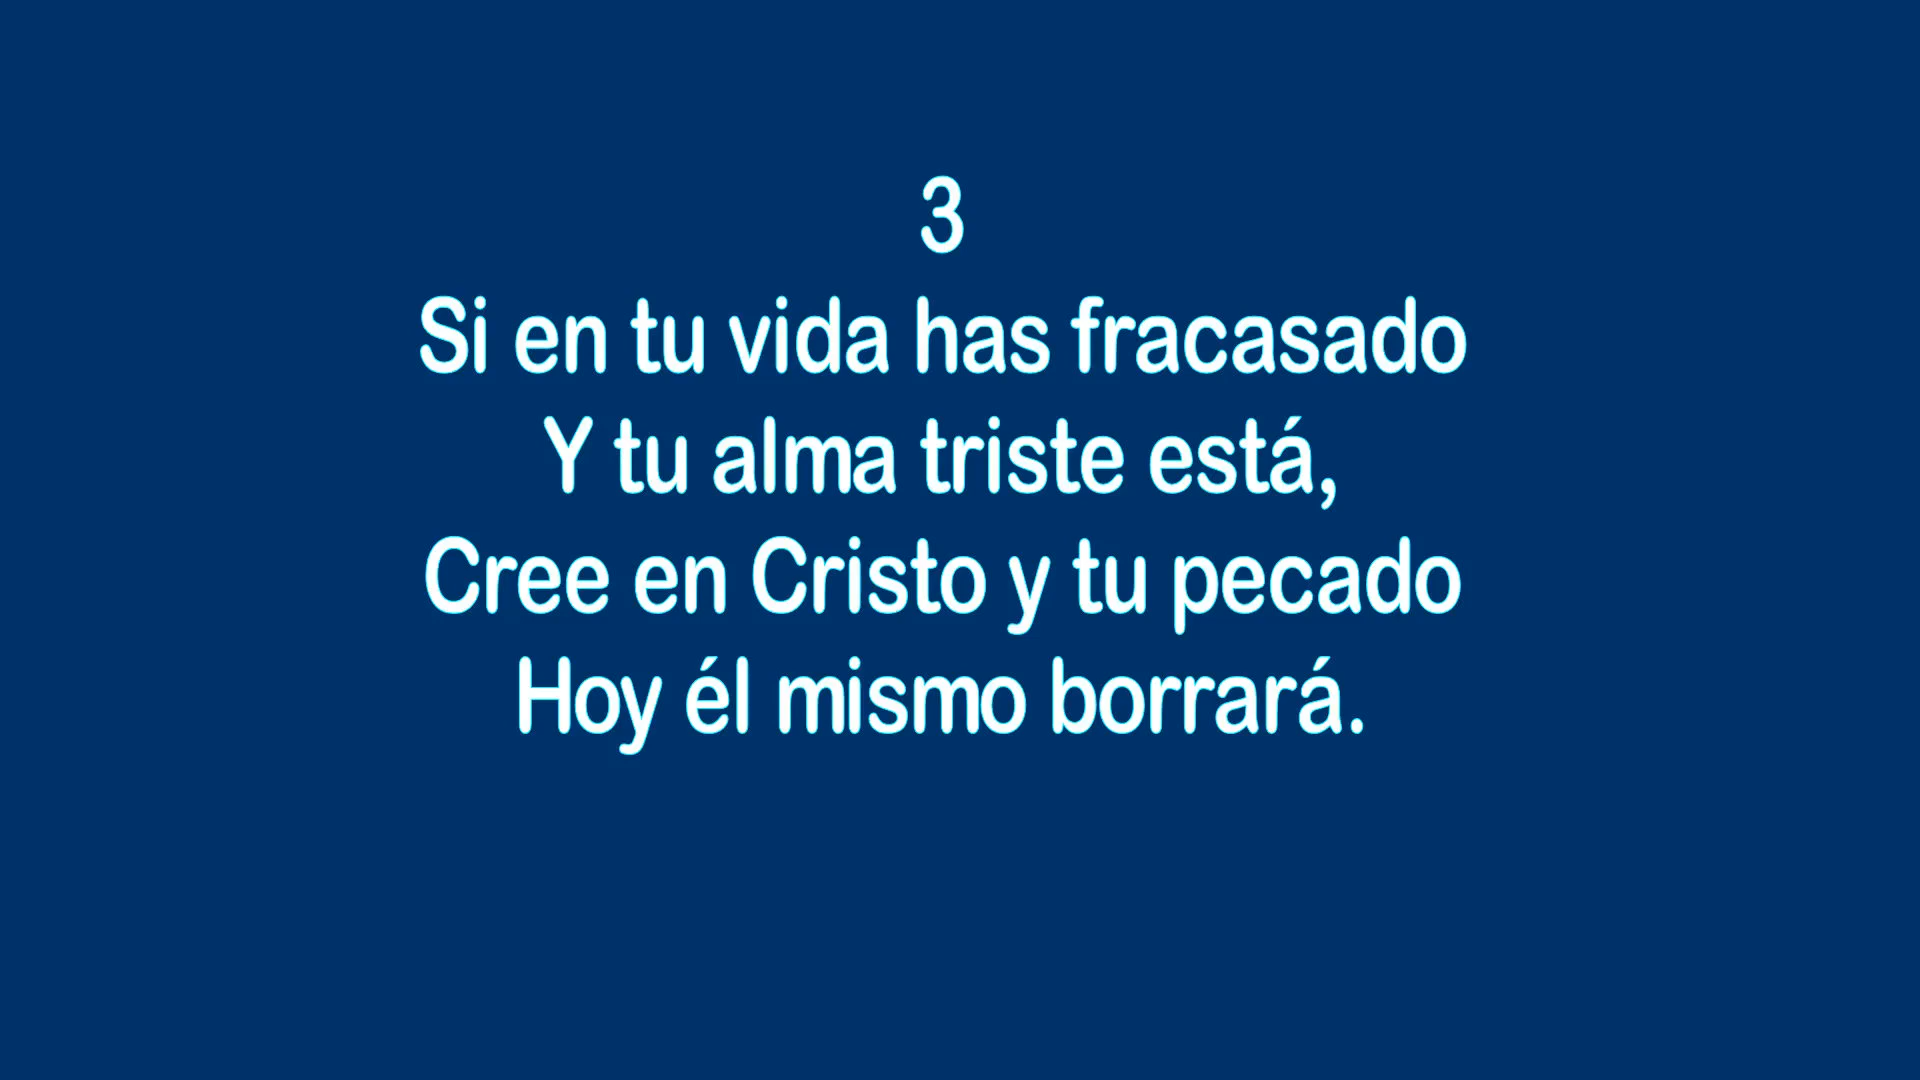 3
Si en tu vida has fracasado
Y tu alma triste está,
Cree en Cristo y tu pecado
Hoy él mismo borrará.